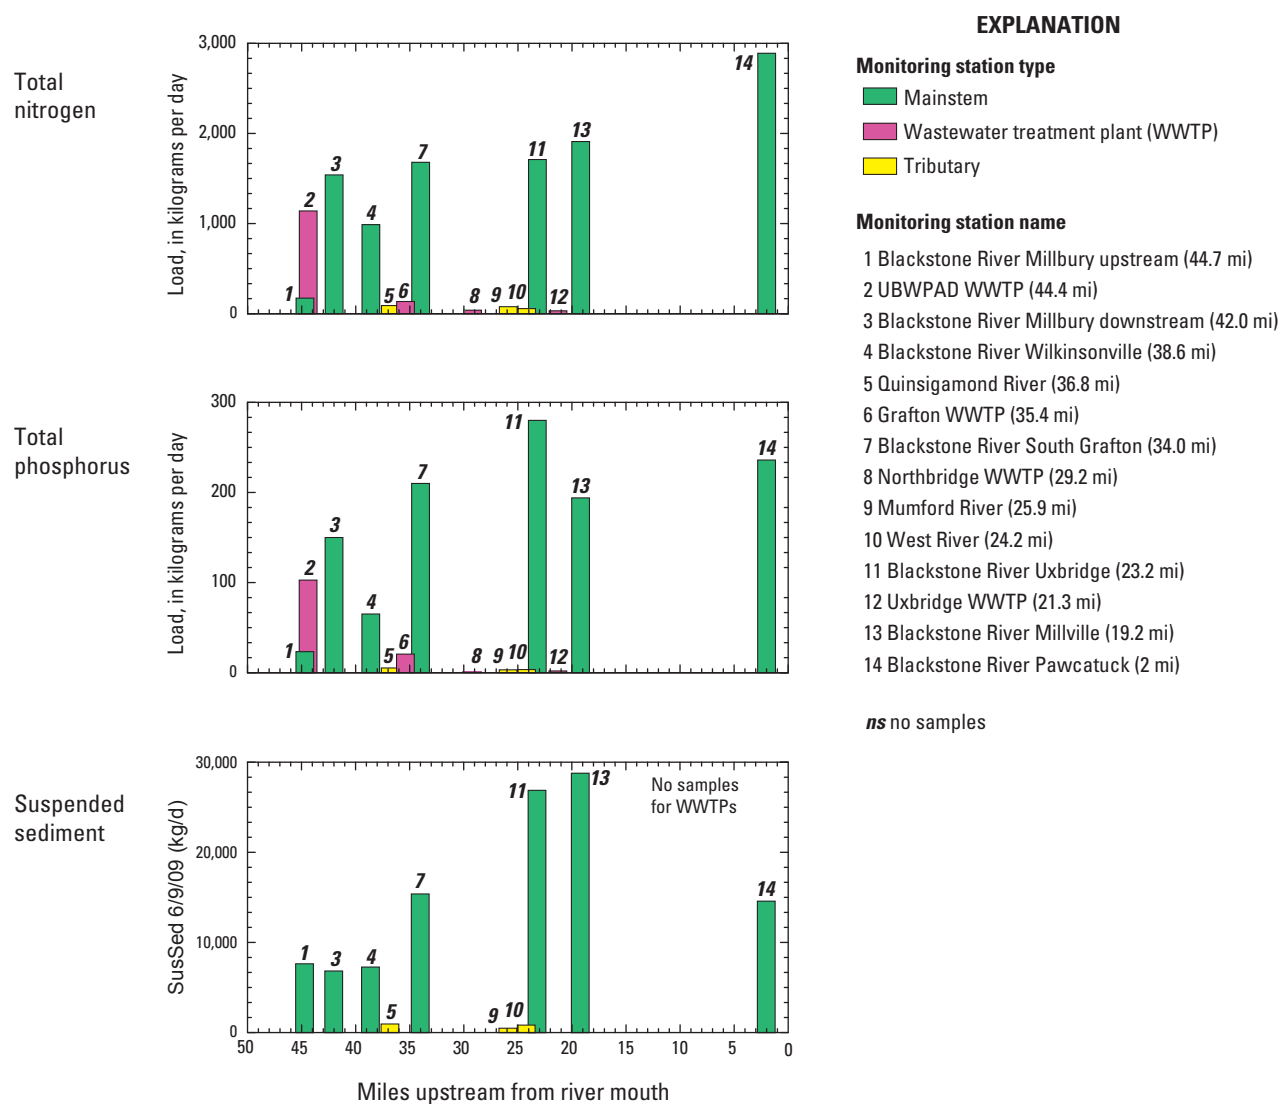 Total
nitrogen
Load, in kilograms per day
3,000
2,000
1,000
0
1
2
3
4
5
6
7
8
9
10
11
12
13
14
Total
phosphorus
Load, in kilograms per day
300
200
100
0
1
2
3
4
5
6
7
8
9
10
11
12
13
14
Suspended
sediment
SusSed 6/9/09 (kg/d)
30,000
20,000
10,000
0
1
3
4
5
7
9
10
11
13
14
No samples
for WWTPs
50 45 40 35 30 25 20 15 10 5 0
Miles upstream from river mouth
EXPLANATION
Monitoring station type
Mainstem
Wastewater treatment plant (WWTP)
Tributary
Monitoring station name
1 Blackstone River Millbury upstream (44.7 mi)
2 UBWPAD WWTP (44.4 mi)
3 Blackstone River Millbury downstream (42.0 mi)
4 Blackstone River Wilkinsonville (38.6 mi)
5 Quinsigamond River (36.8 mi)
6 Grafton WWTP (35.4 mi)
7 Blackstone River South Grafton (34.0 mi)
8 Northbridge WWTP (29.2 mi)
9 Mumford River (25.9 mi)
10 West River (24.2 mi)
11 Blackstone River Uxbridge (23.2 mi)
12 Uxbridge WWTP (21.3 mi)
13 Blackstone River Millville (19.2 mi)
14 Blackstone River Pawcatuck (2 mi)
ns no samples